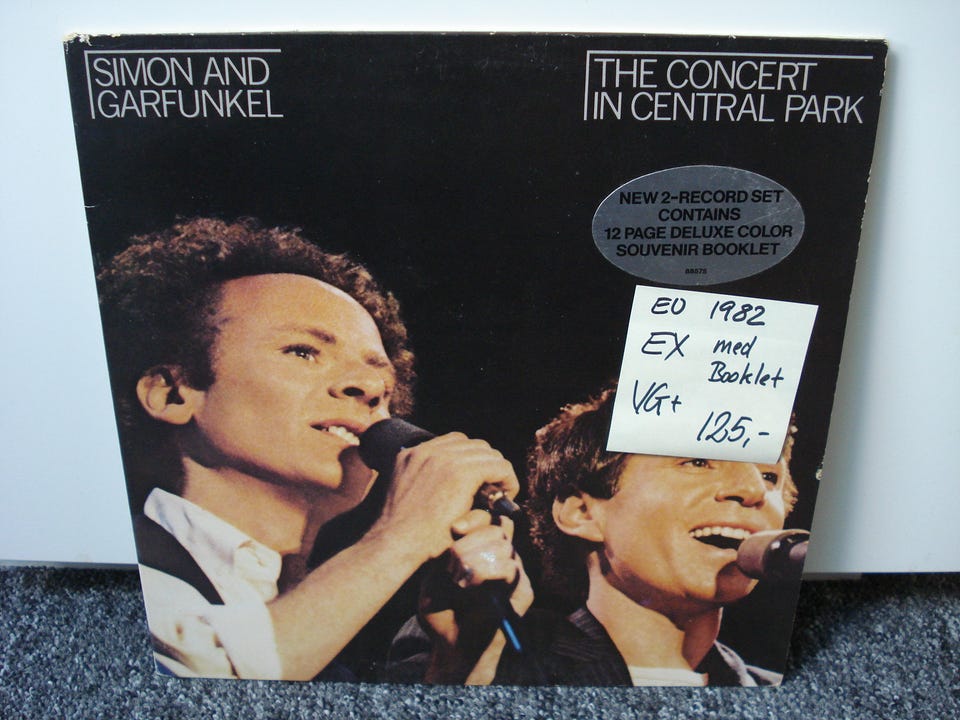 SIMON AND
GARFUNKEL
THE CONCERT
IN CENTRAL PARK
NEW 2-RECORD SET
CONTAINS
12 PAGE DELUXE COLOR
SOUVENIR BOOKLET
88575
EU 1982
EX med
Booklet
VG+
125,-